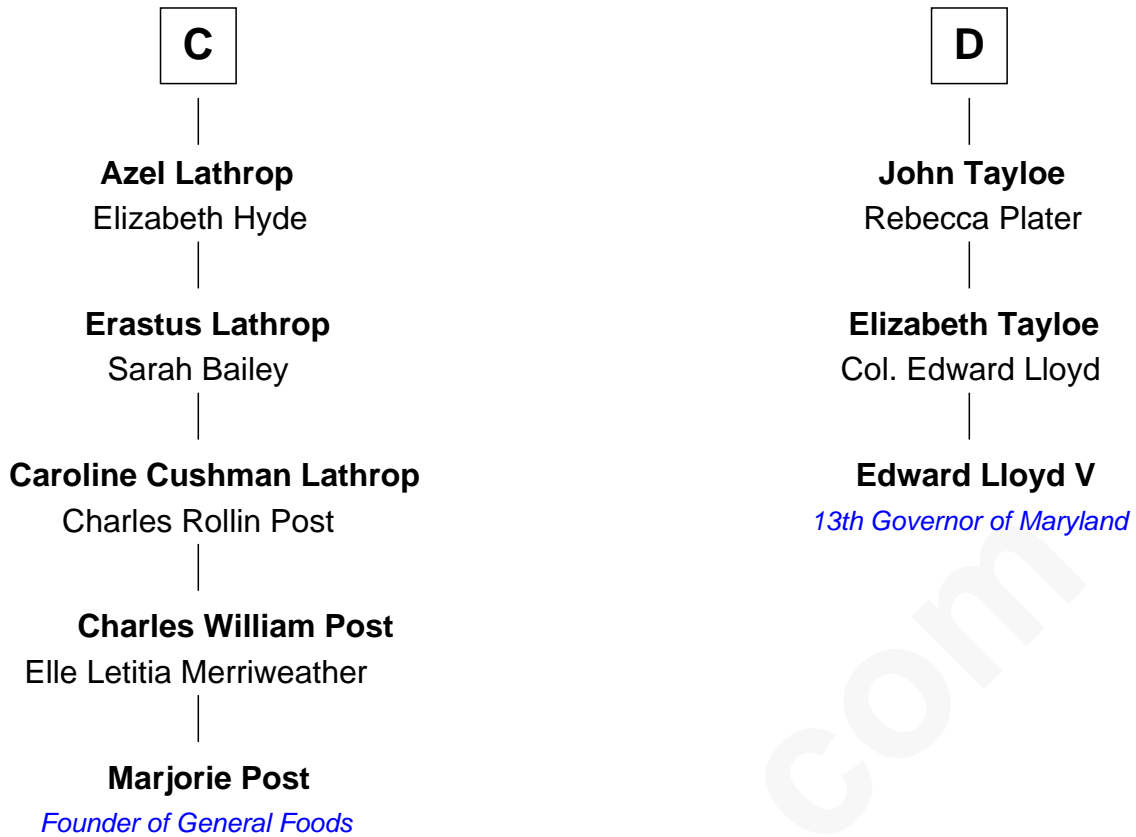 C
Azel Lathrop
Elizabeth Hyde
Erastus Lathrop
Sarah Bailey
Caroline Cushman Lathrop
Charles Rollin Post
Charles William Post
Elle Letitia Merriweather
Marjorie Post
Founder of General Foods
D
John Tayloe
Rebecca Plater
Elizabeth Tayloe
Col. Edward Lloyd
Edward Lloyd V
13th Governor of Maryland
com